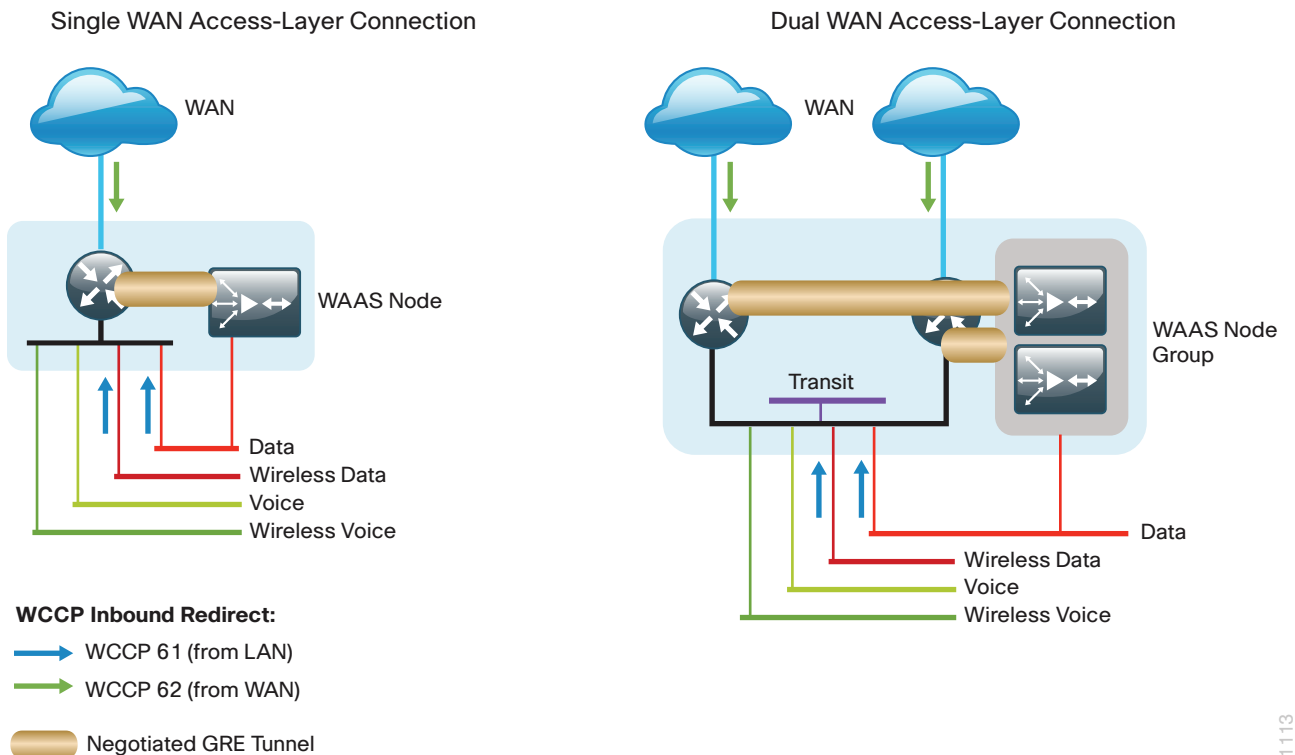 Single WAN Access-Layer Connection
WAN
WAAS Node
Data
Wireless Data
Voice
Wireless Voice
Dual WAN Access-Layer Connection
WAN
WAAS Node
Group
Transit
Data
Wireless Data
Voice
Wireless Voice
WCCP Inbound Redirect:
WCCP 61 (from LAN)
WCCP 62 (from WAN)
Negotiated GRE Tunnel
1113